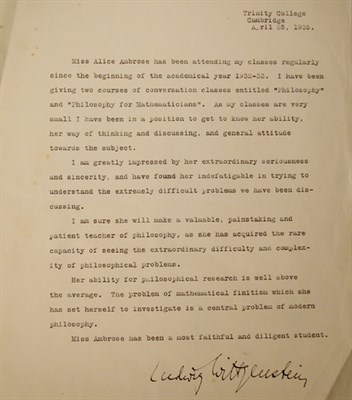 Trinity College
Cambridge
April 25, 1935.
Miss Alice Ambrose has been attending my classes regularly
since the beginning of the academical year 1932-33. I have been
giving two courses of conversation classes entitled "Philosophy"
and "Philosophy for Mathematicians". As my classes are very
small I have been in a position to get to know her ability,
her way of thinking and discussing, and general attitude
towards the subject.
I am greatly impressed by her extraordinary seriousness
and sincerity, and have found her indefatigable in trying to
understand the extremely difficult problems we have been dis-
cussing.
I am sure she will make a valuable, painstaking and
patient teacher of philosophy, as she has acquired the rare
capacity of seeing the extraordinary difficulty and complex-
ity of philosophical problems.
Her ability for philosophical research is well above
the average. The problem of mathematical finitism which she
has set herself to investigate is a central problem of modern
philosophy.
Miss Ambrose has been a most faithful and diligent student.
Ludwig Wittgenstein